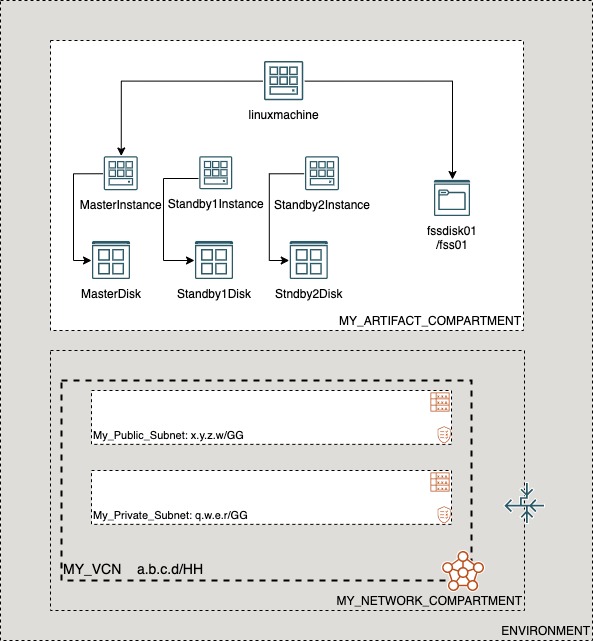 linuxmachine
MasterInstance
Standby1Instance
Standby2Instance
fssdisk01
/fss01
MasterDisk
Standby1Disk
Stndby2Disk
MY_ARTIFACT_COMPARTMENT
My_Public_Subnet: x.y.z.w/GG
My_Private_Subnet: q.w.e.r/GG
MY_VCN a.b.c.d/HH
MY_NETWORK_COMPARTMENT
ENVIRONMENT